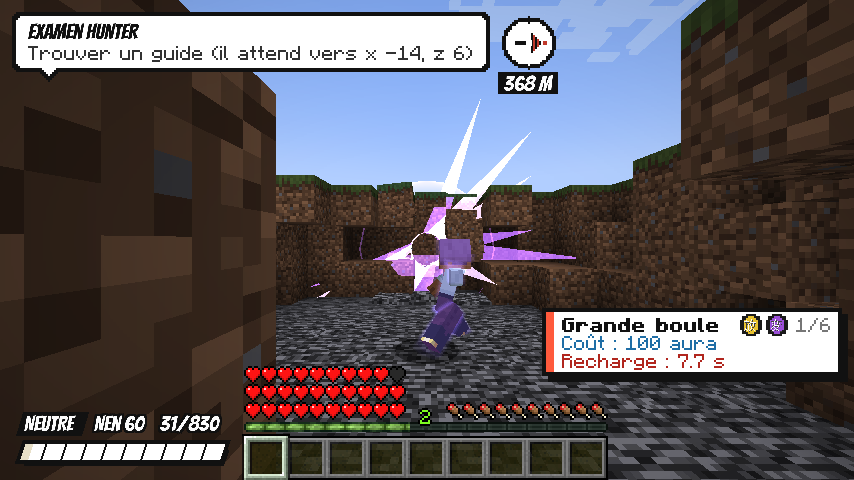 EXAMEN HUNTER
Trouver un guide (il attend vers x -14, z 6)
368 M
Grande boule 1/6
Coût : 100 aura
Recharge : 7.7 s
2
NEUTRE NEN 60 31/830